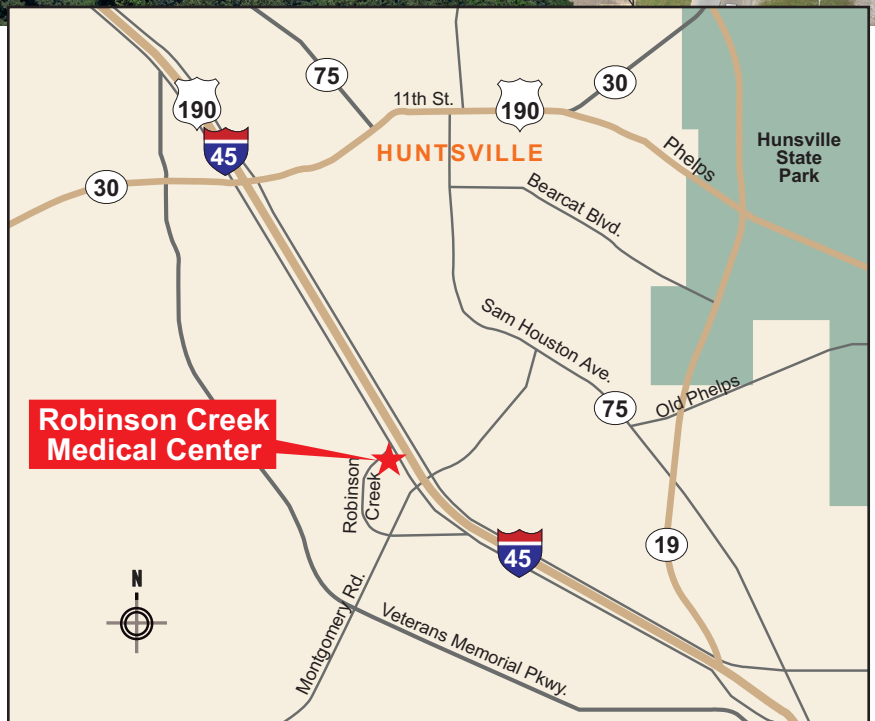 75
190
190
30
11th St.
45
HUNTSVILLE
Phelps
Hunsville
State
Park
30
Bearcat Blvd.
Sam Houston Ave.
75
Old Phelps
Robinson Creek
Medical Center
Robinson
Creek
45
19
N
Montgomery Rd.
Veterans Memorial Pkwy.